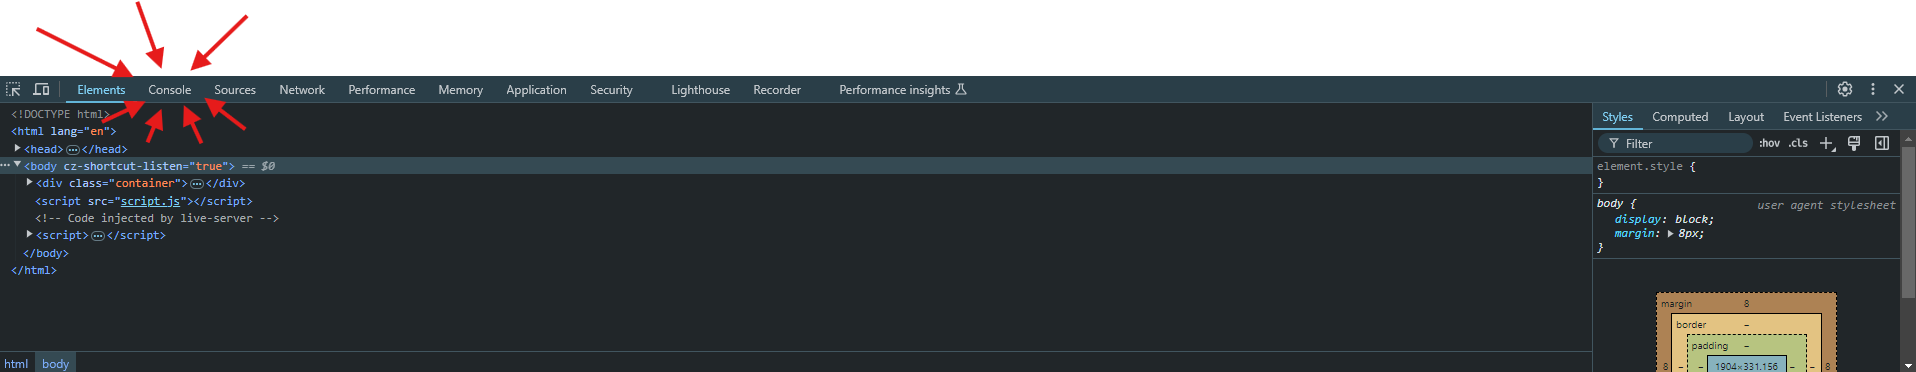 Elements Console Sources Network Performance Memory Application Security Lighthouse Recorder Performance insights
<!DOCTYPE html>
<html lang="en">
<head> ··· </head>
··· <body cz-shortcut-listen="true"> == $0
<div class="container"> ··· </div>
<script src="script.js"></script>
<!-- Code injected by live-server -->
<script> ··· </script>
</body>
</html>
html body
Styles Computed Layout Event Listeners
Filter :hov .cls
element.style {
}
body { user agent stylesheet
display: block;
margin: 8px;
}
margin 8
border –
padding –
8 – – 1904×331.156 – – 8